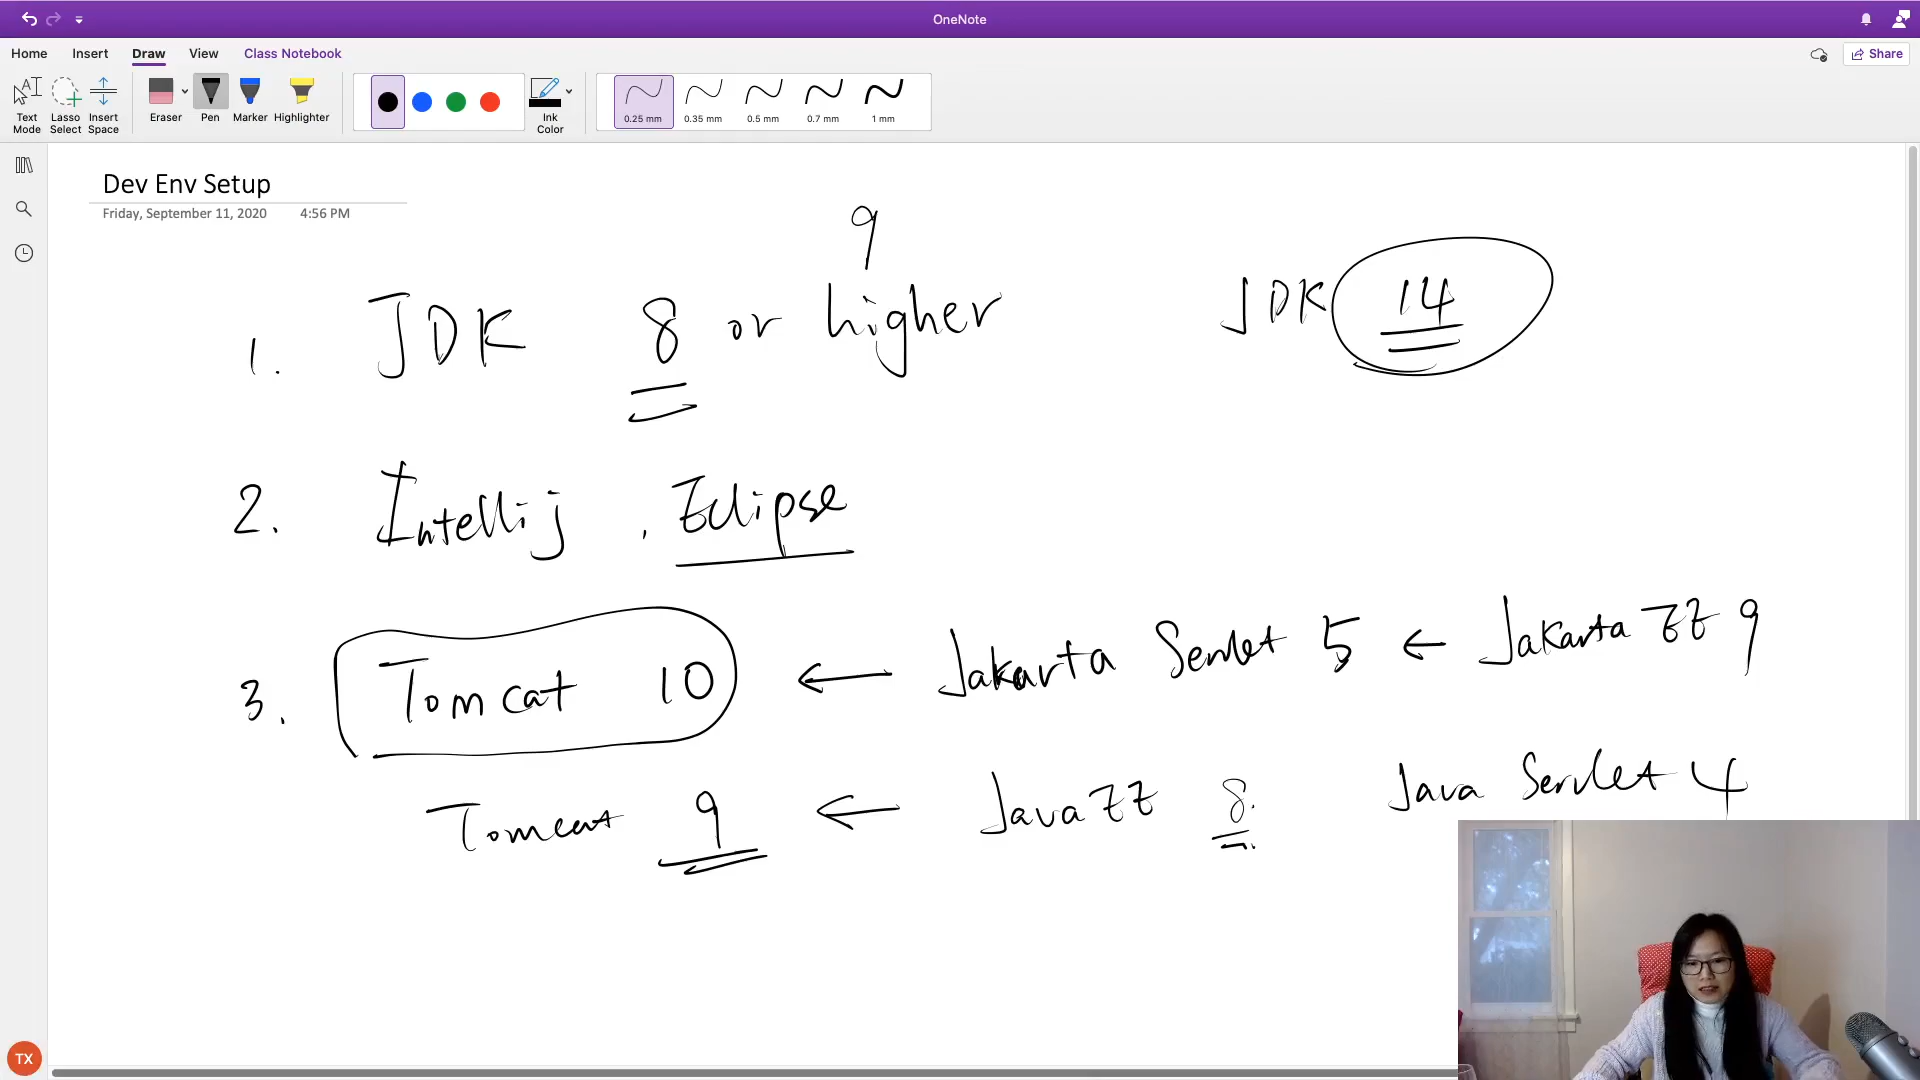 OneNote
Home Insert Draw View Class Notebook Share
Text Mode Lasso Select Insert Space Eraser Pen Marker Highlighter Ink Color 0.25 mm 0.35 mm 0.5 mm 0.7 mm 1 mm
Dev Env Setup
Friday, September 11, 2020 4:56 PM
9
1. JDK 8 or higher JDK 14
2. Intellij , Eclipse
3. Tomcat 10 ← Jakarta Servlet 5 ← Jakarta EE 9
Tomcat 9 ← Java EE 8. Java Servlet 4
TX